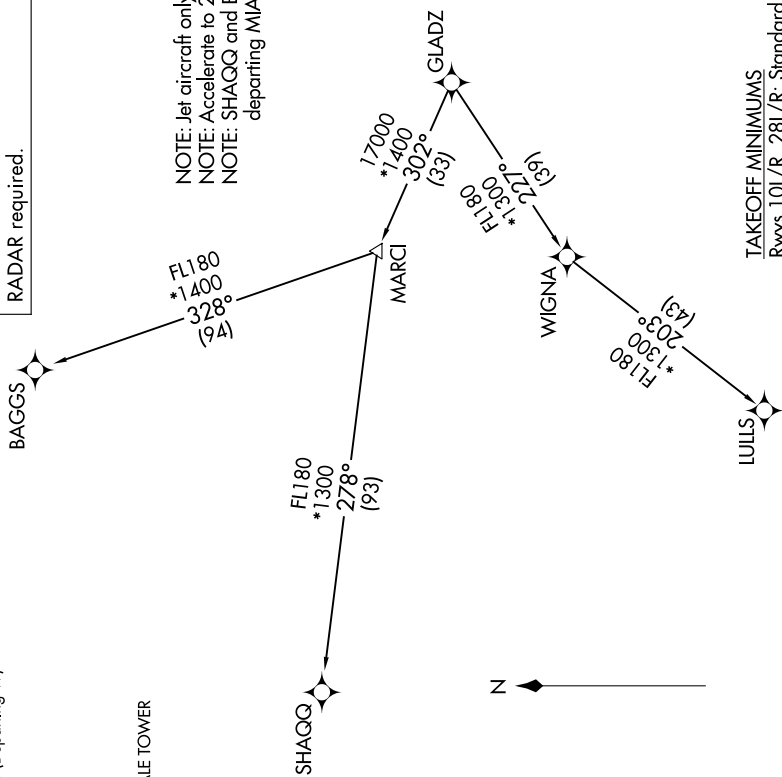 RADAR required.
NOTE: Jet aircraft only
NOTE: Accelerate to 2
NOTE: SHAQQ and
departing MIA
GLADZ
17000
*1400
302°
(33)
FL180
*1300
227°
(39)
MARCI
FL180
*1400
328°
(94)
BAGGS
WIGNA
FL180
*1300
203°
(43)
LULLS
FL180
*1300
278°
(93)
SHAQQ
N
LE TOWER
TAKEOFF MINIMUMS
Rwys 10L/R, 28L/R: Standard